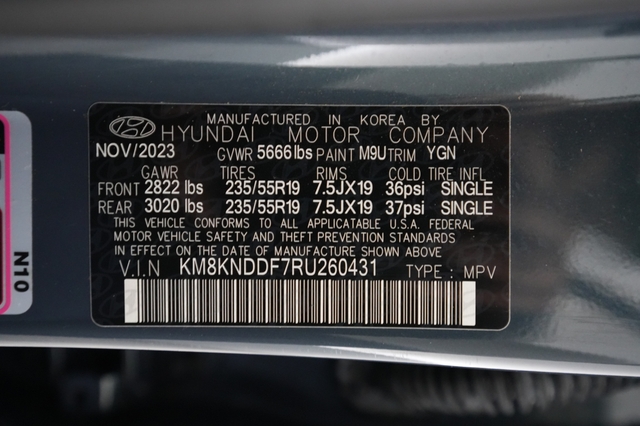 MANUFACTURED IN KOREA BY
HYUNDAI MOTOR COMPANY
NOV/2023 GVWR 5666lbs PAINT M9U TRIM YGN
GAWR TIRES RIMS COLD TIRE INFL
FRONT 2822 lbs 235/55R19 7.5JX19 36psi SINGLE
REAR 3020 lbs 235/55R19 7.5JX19 37psi SINGLE
THIS VEHICLE CONFORMS TO ALL APPLICATABLE U.S.A. FEDERAL
MOTOR VEHICLE SAFETY AND THEFT PREVENTION STANDARDS
IN EFFECT ON THE DATE OF MANUFACTURE SHOWN ABOVE
V.I.N KM8KNDDF7RU260431 TYPE : MPV
N10